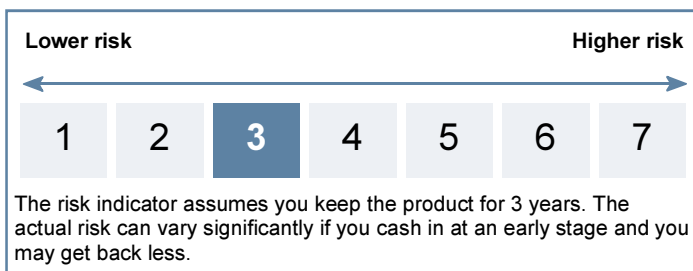 Lower risk Higher risk
1 2 3 4 5 6 7
The risk indicator assumes you keep the product for 3 years. The
actual risk can vary significantly if you cash in at an early stage and you
may get back less.